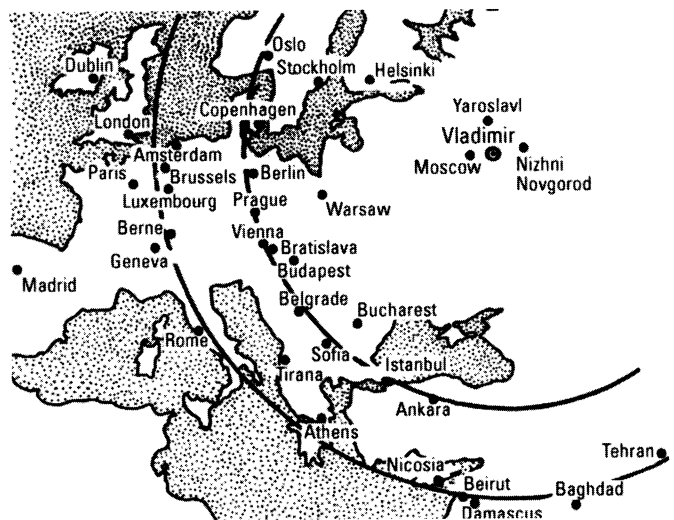 Oslo
Stockholm
Helsinki
Dublin
Copenhagen
Yaroslavl
London
Vladimir
Amsterdam
Moscow
Nizhni
Novgorod
Paris
Brussels
Berlin
Luxembourg
Prague
Warsaw
Berne
Vienna
Bratislava
Geneva
Budapest
Madrid
Belgrade
Bucharest
Rome
Sofia
Istanbul
Tirana
Ankara
Athens
Tehran
Nicosia
Beirut
Baghdad
Damascus